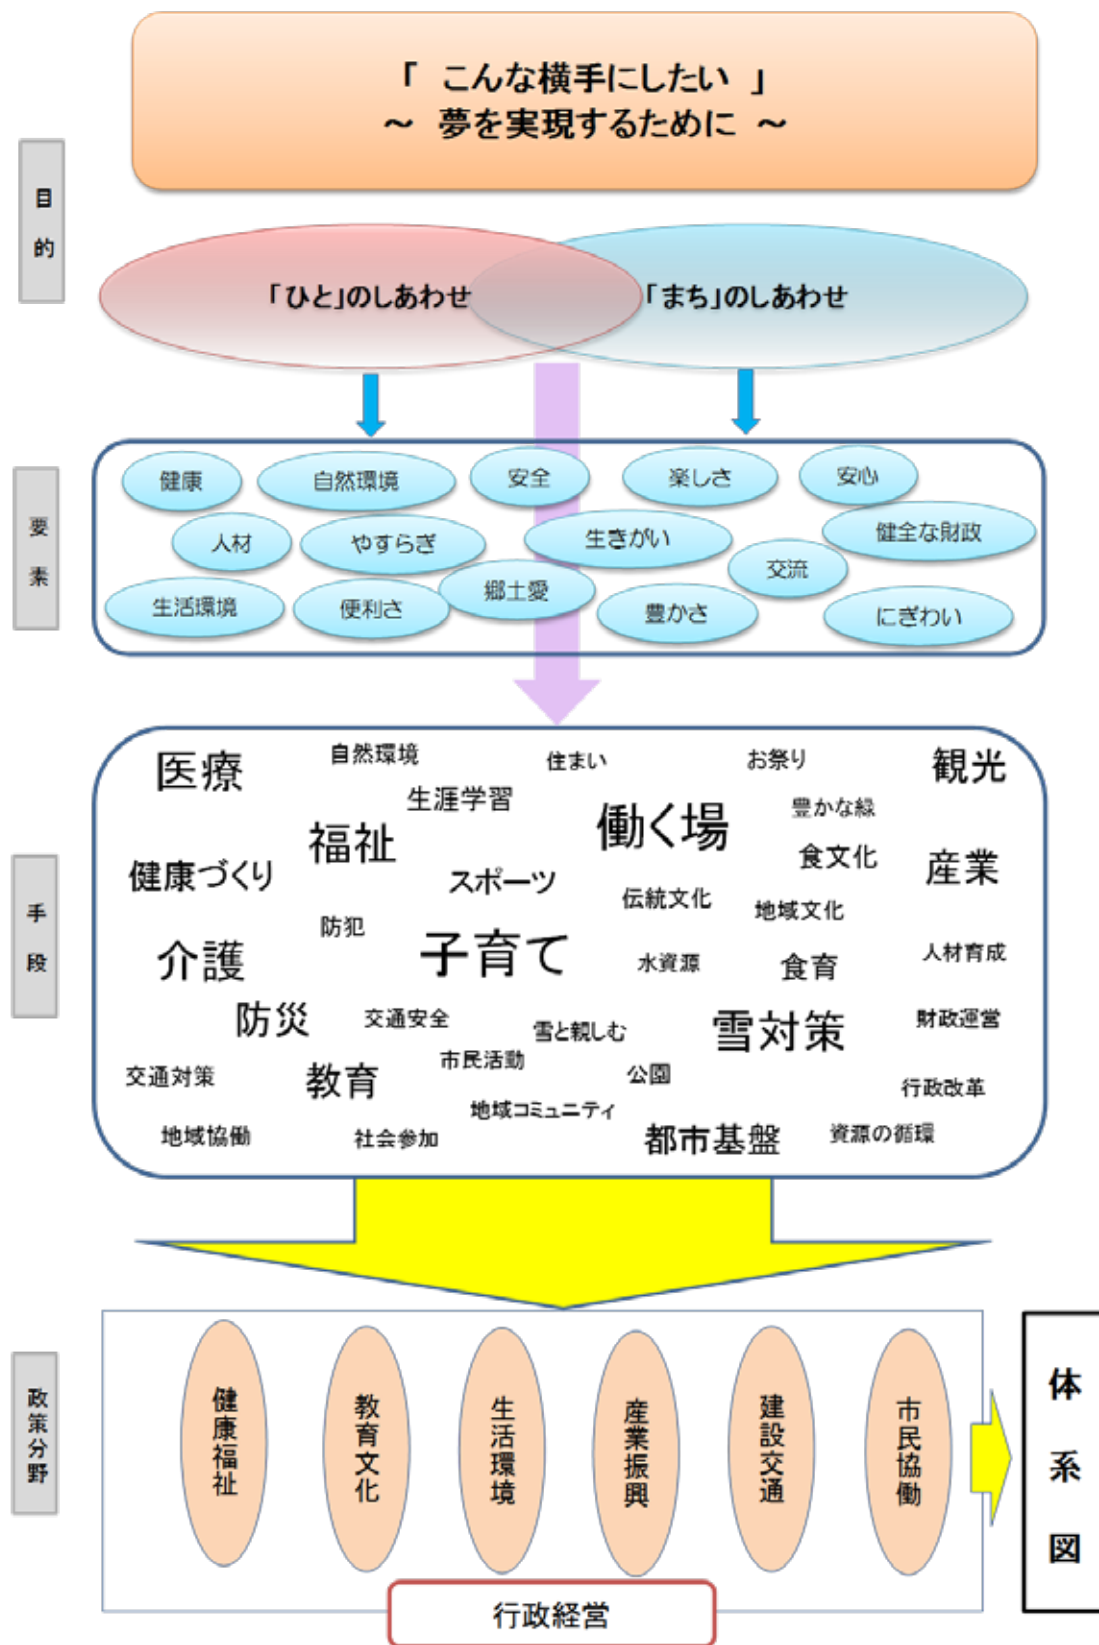 「 こんな横手にしたい 」
～ 夢を実現するために ～
目的
「ひと」のしあわせ
「まち」のしあわせ
要素
健康
自然環境
安全
楽しさ
安心
人材
やすらぎ
生きがい
健全な財政
交流
生活環境
便利さ
郷土愛
豊かさ
にぎわい
手段
医療
自然環境
住まい
お祭り
観光
生涯学習
働く場
豊かな緑
福祉
食文化
産業
健康づくり
スポーツ
伝統文化
地域文化
防犯
介護
子育て
水資源
食育
人材育成
防災
交通安全
雪と親しむ
雪対策
財政運営
市民活動
交通対策
教育
公園
行政改革
地域コミュニティ
地域協働
社会参加
都市基盤
資源の循環
政策分野
健康福祉
教育文化
生活環境
産業振興
建設交通
市民協働
体系図
行政経営